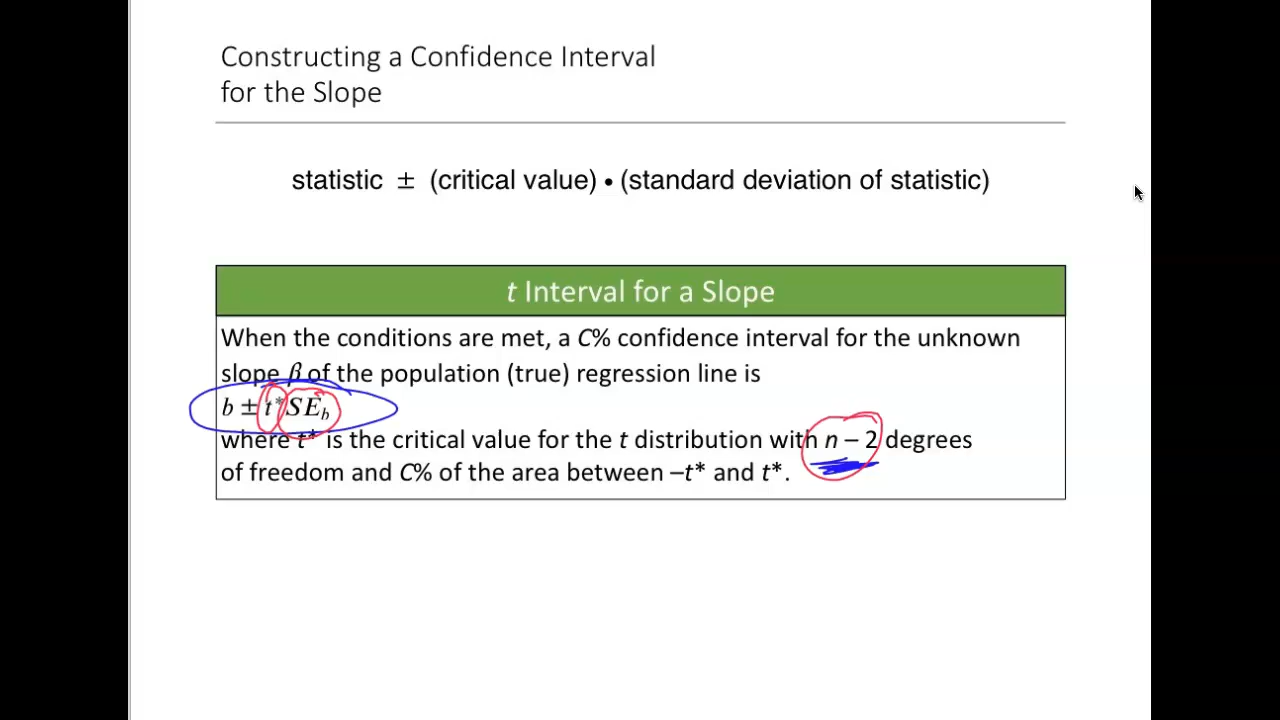 Constructing a Confidence Interval
for the Slope
statistic ± (critical value) • (standard deviation of statistic)
t Interval for a Slope
When the conditions are met, a C% confidence interval for the unknown
slope β of the population (true) regression line is
b ± t*SE_b
where t* is the critical value for the t distribution with n – 2 degrees
of freedom and C% of the area between –t* and t*.